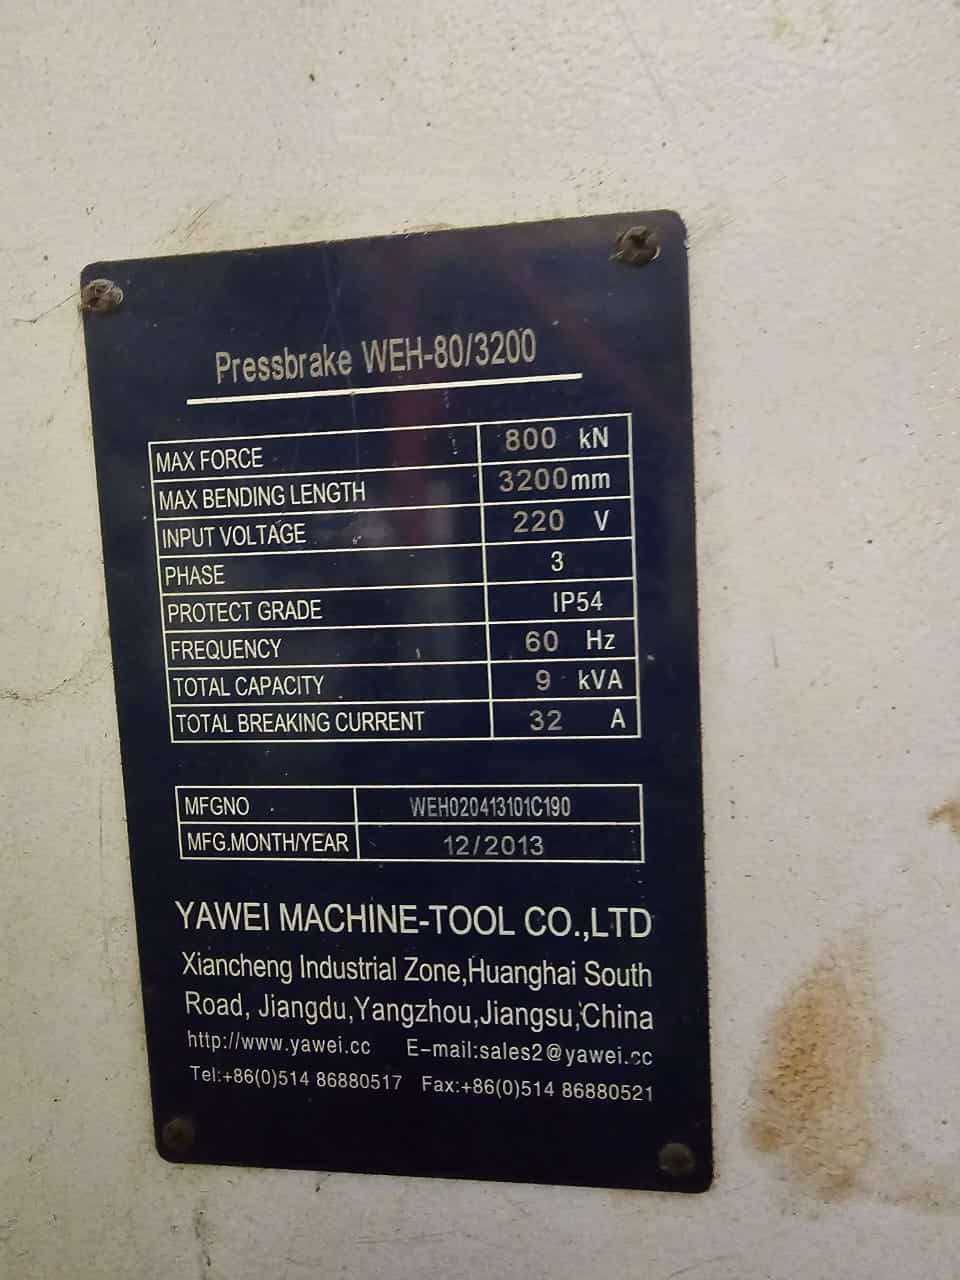 Pressbrake WEH-80/3200
MAX FORCE 800 kN
MAX BENDING LENGTH 3200mm
INPUT VOLTAGE 220 V
PHASE 3
PROTECT GRADE IP54
FREQUENCY 60 Hz
TOTAL CAPACITY 9 kVA
TOTAL BREAKING CURRENT 32 A
MFGNO WEH020413101C190
MFG.MONTH/YEAR 12/2013
YAWEI MACHINE-TOOL CO.,LTD
Xiancheng Industrial Zone,Huanghai South
Road, Jiangdu,Yangzhou,Jiangsu,China
http://www.yawei.cc E-mail:sales2@yawei.cc
Tel:+86(0)514 86880517 Fax:+86(0)514 86880521